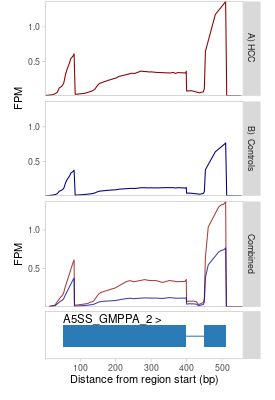 1.0
0.5
FPM
A) HCC
1.0
0.5
B) Controls
1.0
0.5
FPM
Combined
A5SS_GMPPA_2 >
100 200 300 400 500
Distance from region start (bp)